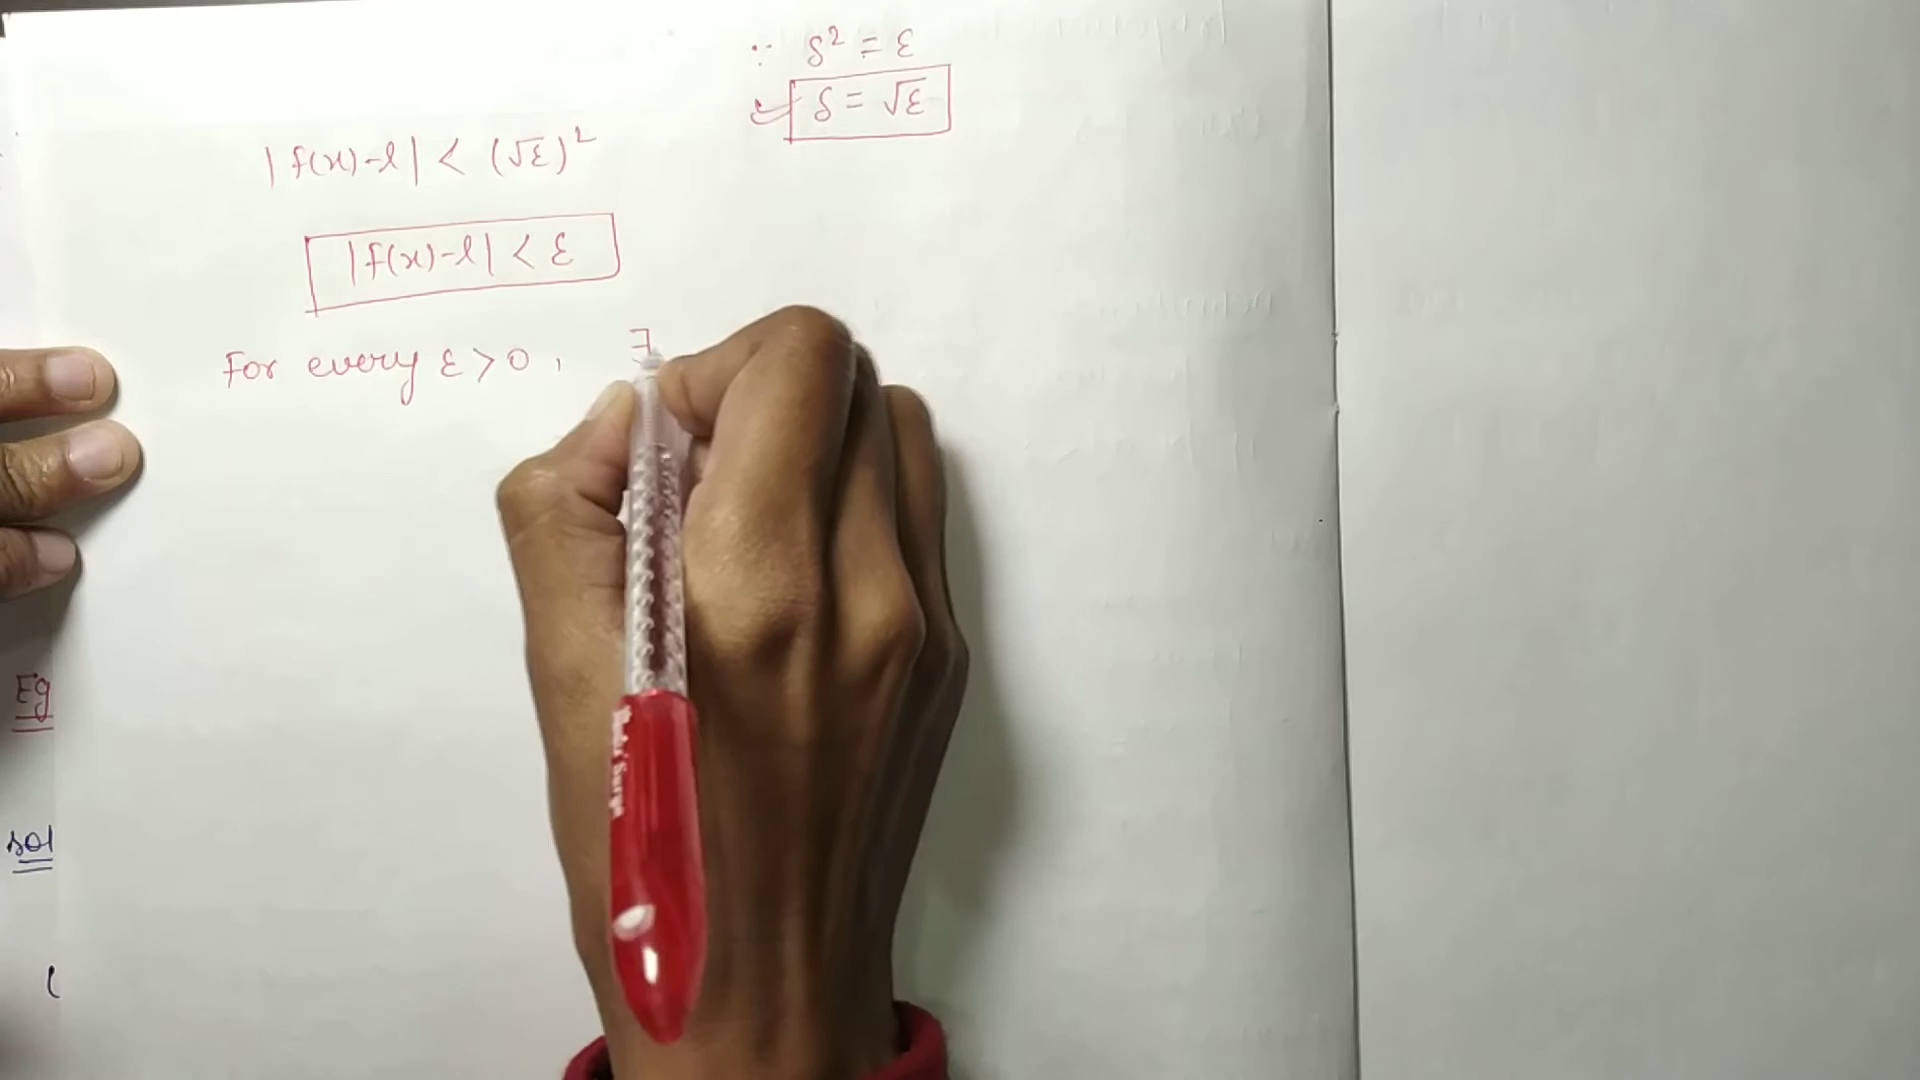 ∵ δ² = ε
δ = √ε
|f(x)-l| < (√ε)²
|f(x)-l| < ε
For every ε>0, ∃
Eg
sol
(